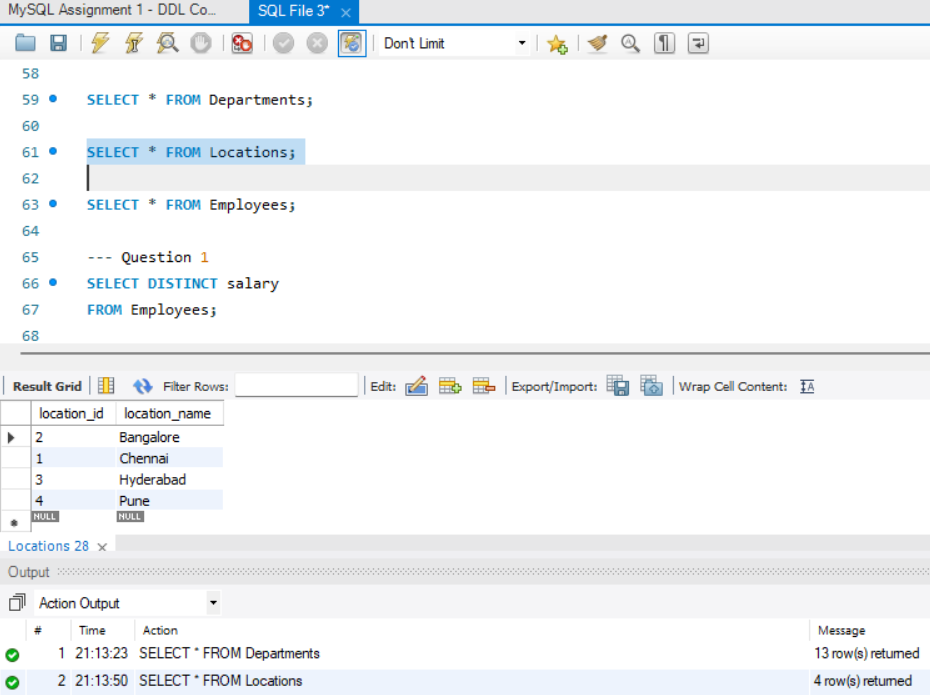 MySQL Assignment 1 - DDL Co... SQL File 3* ×
Don't Limit
58
59 SELECT * FROM Departments;
60
61 SELECT * FROM Locations;
62
63 SELECT * FROM Employees;
64
65 --- Question 1
66 SELECT DISTINCT salary
67 FROM Employees;
68
Result Grid Filter Rows: Edit: Export/Import: Wrap Cell Content:
location_id location_name
2 Bangalore
1 Chennai
3 Hyderabad
4 Pune
NULL NULL
Locations 28 ×
Output
Action Output
# Time Action Message
1 21:13:23 SELECT * FROM Departments 13 row(s) returned
2 21:13:50 SELECT * FROM Locations 4 row(s) returned